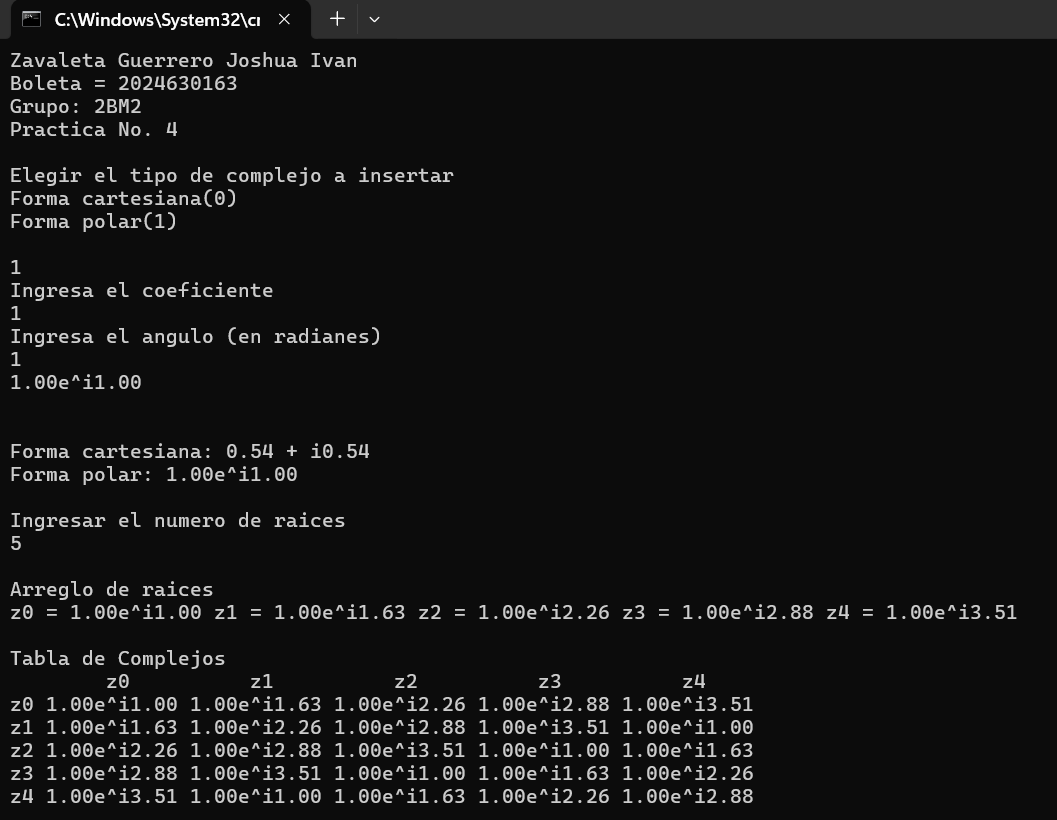 C:\Windows\System32\cr
Zavaleta Guerrero Joshua Ivan
Boleta = 2024630163
Grupo: 2BM2
Practica No. 4
Elegir el tipo de complejo a insertar
Forma cartesiana(0)
Forma polar(1)
1
Ingresa el coeficiente
1
Ingresa el angulo (en radianes)
1
1.00e^i1.00
Forma cartesiana: 0.54 + i0.54
Forma polar: 1.00e^i1.00
Ingresar el numero de raices
5
Arreglo de raices
z0 = 1.00e^i1.00 z1 = 1.00e^i1.63 z2 = 1.00e^i2.26 z3 = 1.00e^i2.88 z4 = 1.00e^i3.51
Tabla de Complejos
z0 z1 z2 z3 z4
z0 1.00e^i1.00 1.00e^i1.63 1.00e^i2.26 1.00e^i2.88 1.00e^i3.51
z1 1.00e^i1.63 1.00e^i2.26 1.00e^i2.88 1.00e^i3.51 1.00e^i1.00
z2 1.00e^i2.26 1.00e^i2.88 1.00e^i3.51 1.00e^i1.00 1.00e^i1.63
z3 1.00e^i2.88 1.00e^i3.51 1.00e^i1.00 1.00e^i1.63 1.00e^i2.26
z4 1.00e^i3.51 1.00e^i1.00 1.00e^i1.63 1.00e^i2.26 1.00e^i2.88